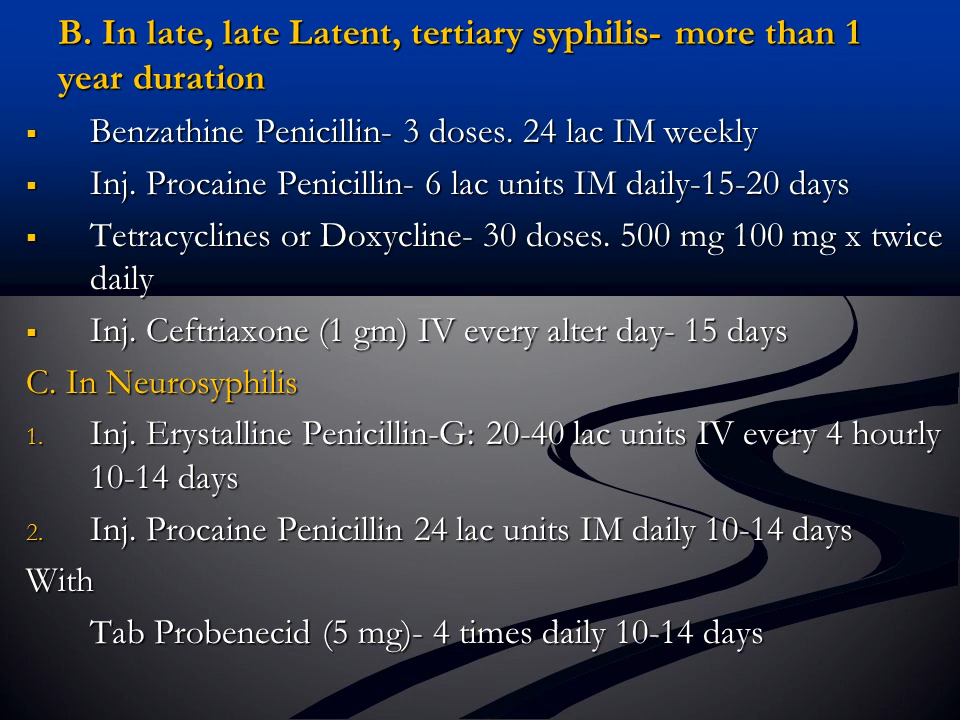 B. In late, late Latent, tertiary syphilis- more than 1
year duration
▪ Benzathine Penicillin- 3 doses. 24 lac IM weekly
▪ Inj. Procaine Penicillin- 6 lac units IM daily-15-20 days
▪ Tetracyclines or Doxycline- 30 doses. 500 mg 100 mg x twice
daily
▪ Inj. Ceftriaxone (1 gm) IV every alter day- 15 days
C. In Neurosyphilis
1. Inj. Erystalline Penicillin-G: 20-40 lac units IV every 4 hourly
10-14 days
2. Inj. Procaine Penicillin 24 lac units IM daily 10-14 days
With
Tab Probenecid (5 mg)- 4 times daily 10-14 days